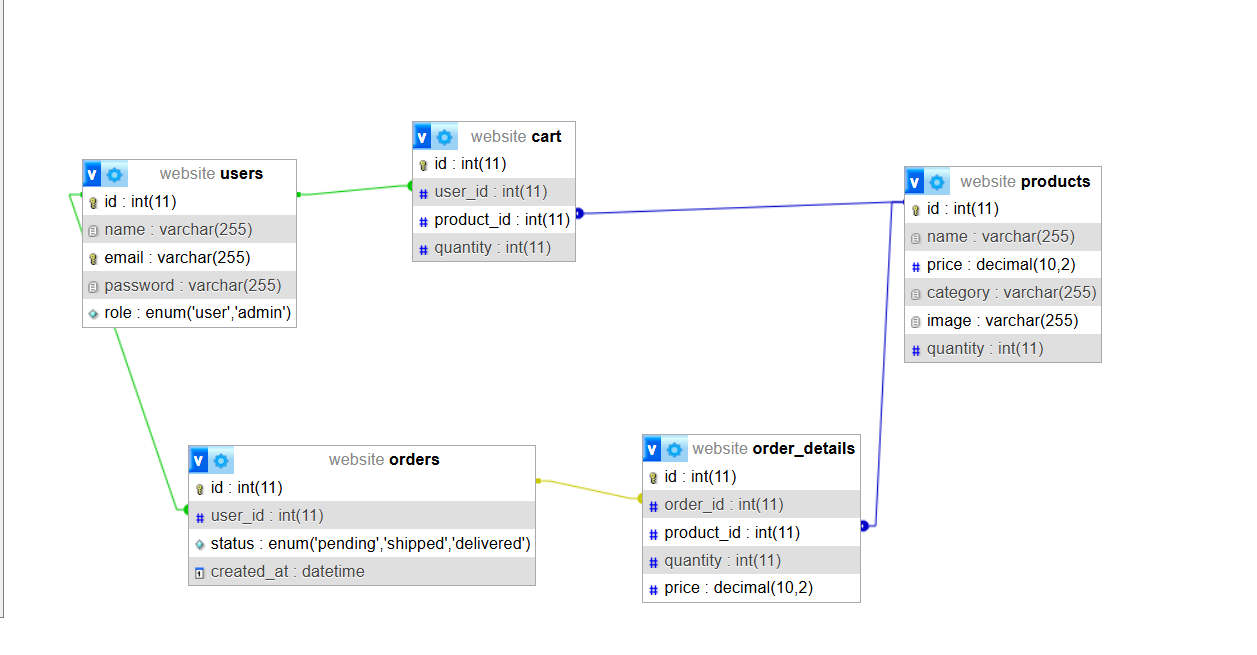 v website users
id : int(11)
name : varchar(255)
email : varchar(255)
password : varchar(255)
role : enum('user','admin')
v website cart
id : int(11)
user_id : int(11)
product_id : int(11)
quantity : int(11)
v website products
id : int(11)
name : varchar(255)
price : decimal(10,2)
category : varchar(255)
image : varchar(255)
quantity : int(11)
v website orders
id : int(11)
user_id : int(11)
status : enum('pending','shipped','delivered')
created_at : datetime
v website order_details
id : int(11)
order_id : int(11)
product_id : int(11)
quantity : int(11)
price : decimal(10,2)